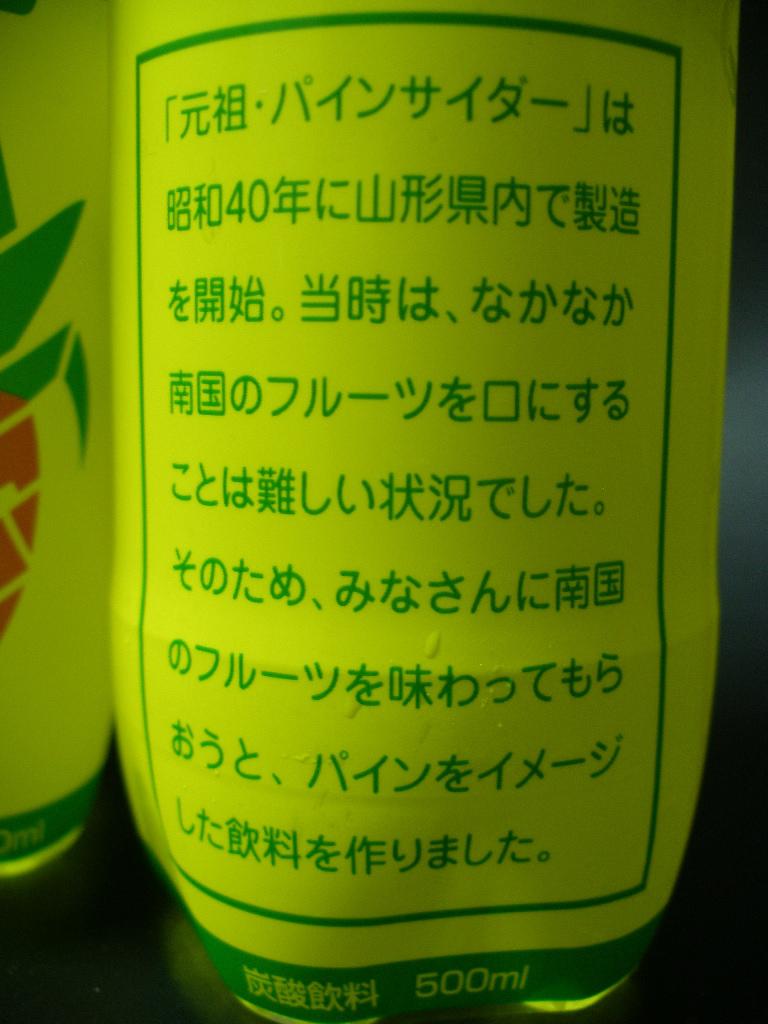 「元祖・パインサイダー」は
昭和40年に山形県内で製造
を開始。当時は、なかなか
南国のフルーツを口にする
ことは難しい状況でした。
そのため、みなさんに南国
のフルーツを味わってもら
おうと、パインをイメージ
した飲料を作りました。
炭酸飲料 500ml
0ml